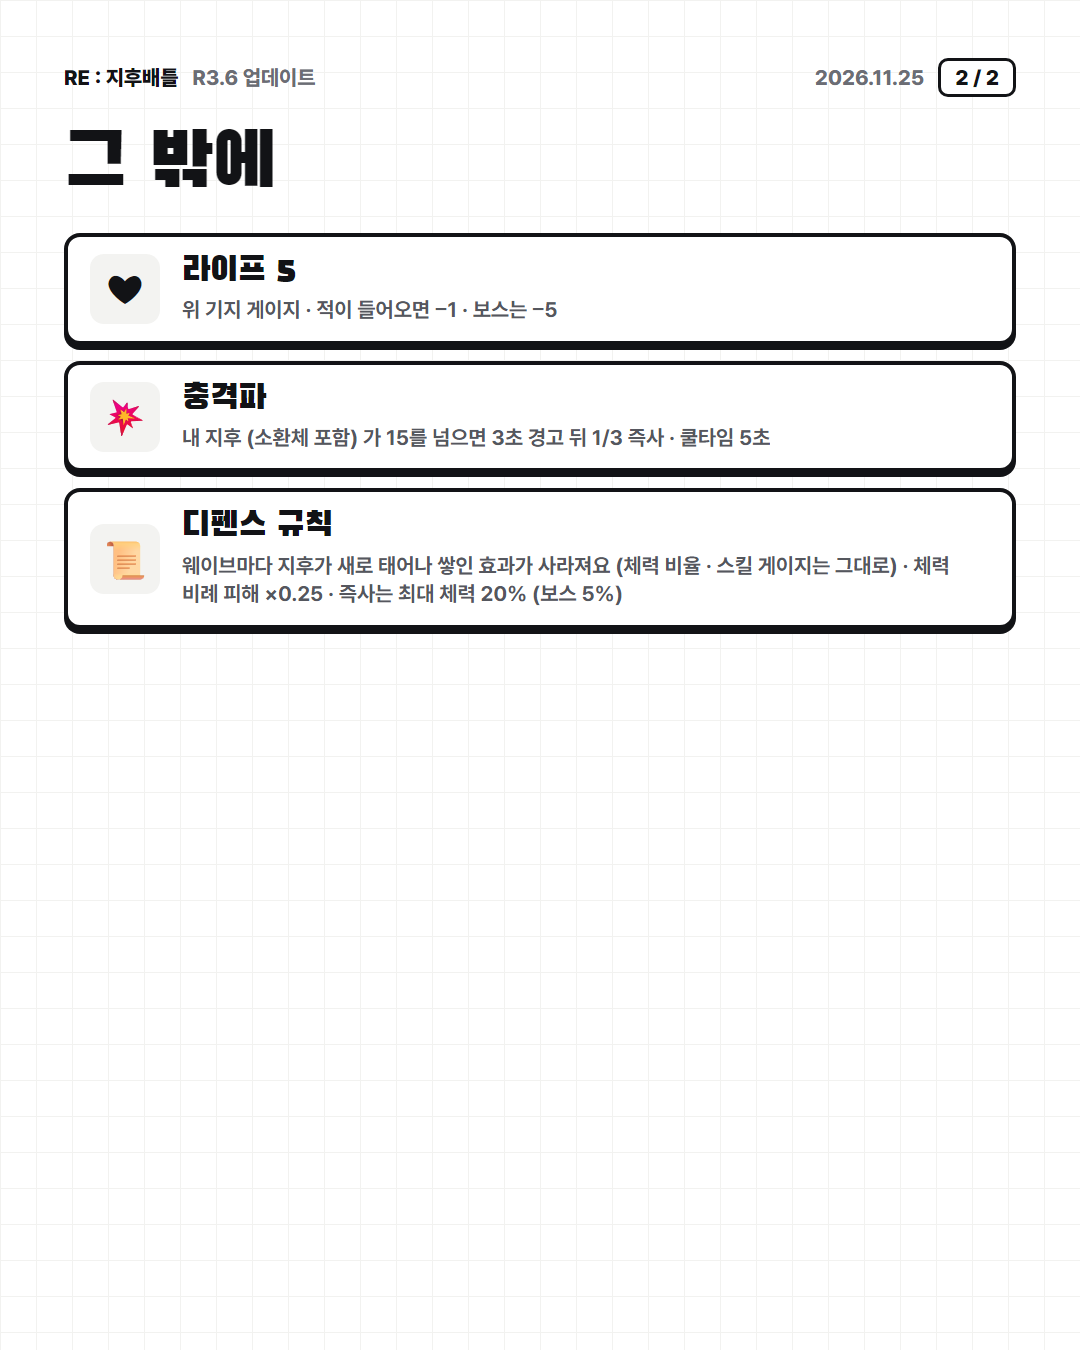 RE : 지후배틀 R3.6 업데이트 2026.11.25 2 / 2
그 밖에
라이프 5
위 기지 게이지 · 적이 들어오면 −1 · 보스는 −5
충격파
내 지후 (소환체 포함) 가 15를 넘으면 3초 경고 뒤 1/3 즉사 · 쿨타임 5초
디펜스 규칙
웨이브마다 지후가 새로 태어나 쌓인 효과가 사라져요 (체력 비율 · 스킬 게이지는 그대로) · 체력
비례 피해 ×0.25 · 즉사는 최대 체력 20% (보스 5%)